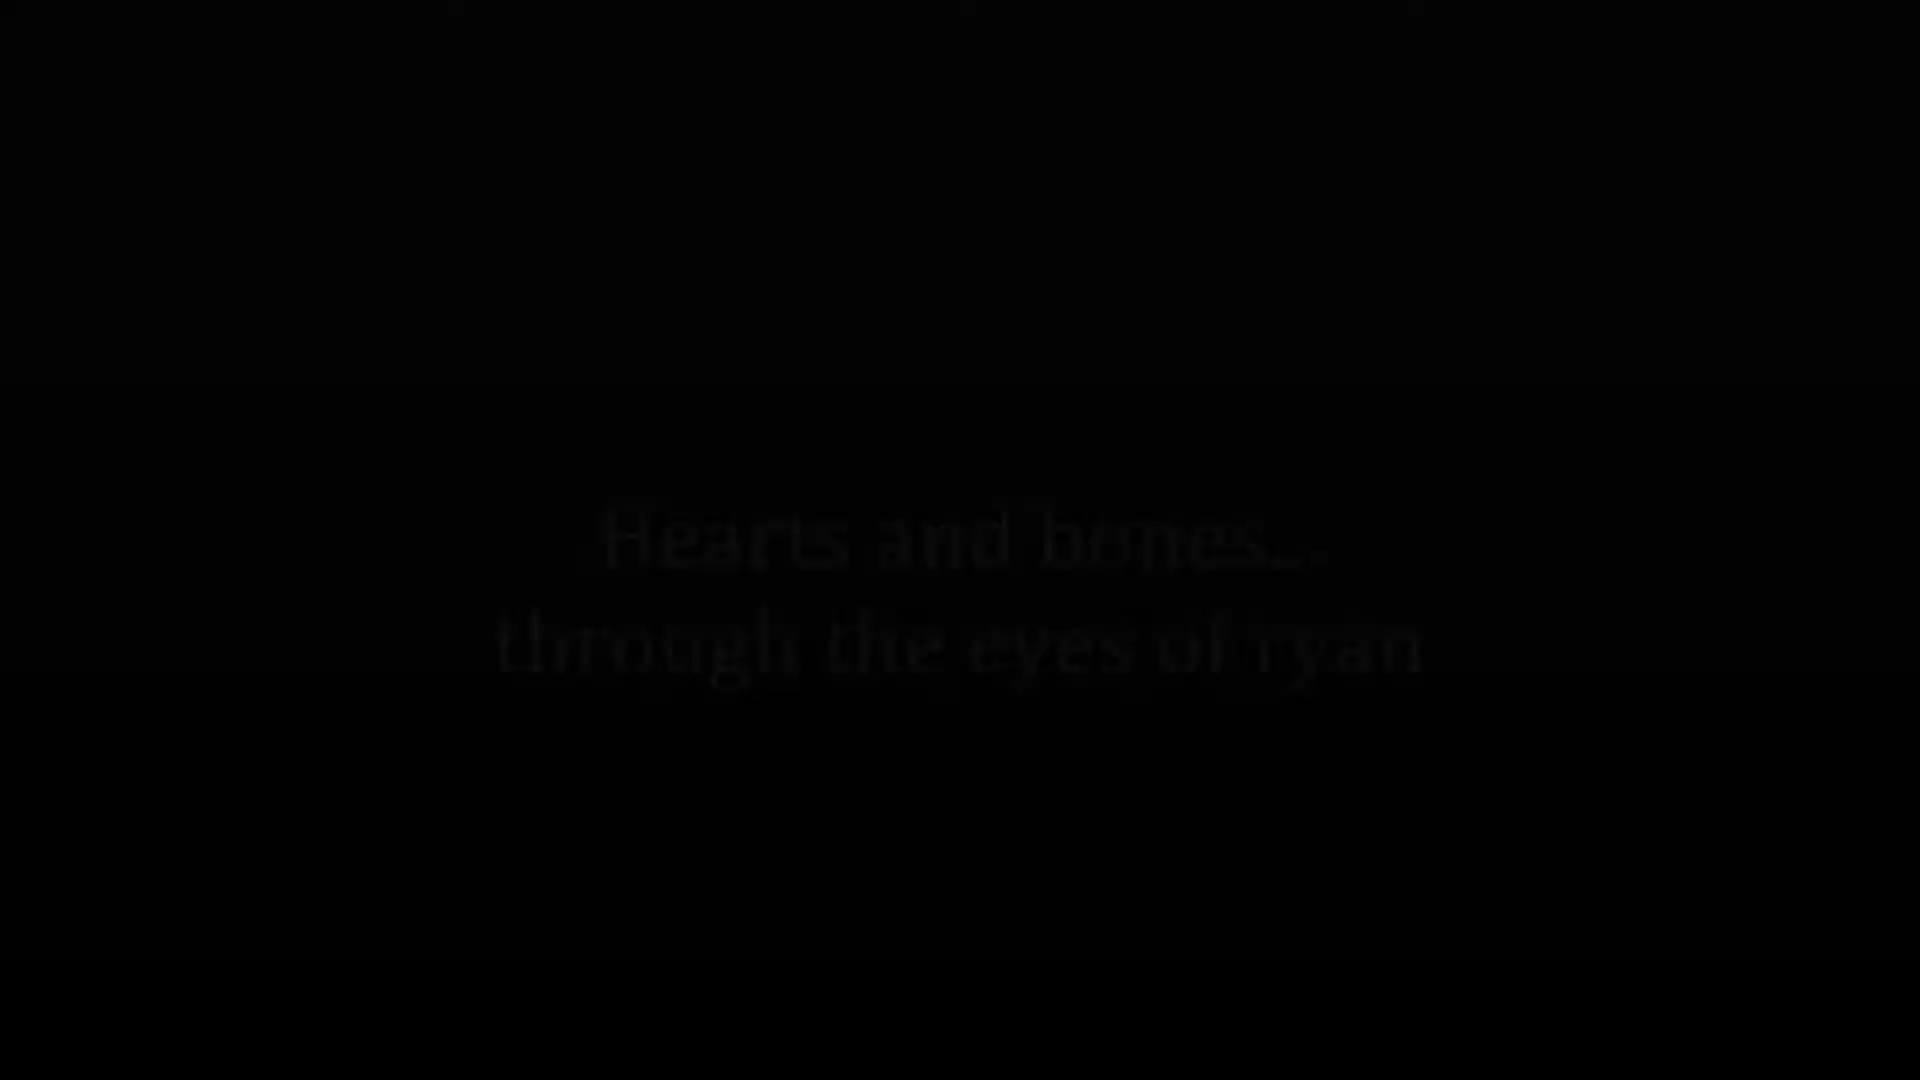 Hearts and bones...
through the eyes of ryan